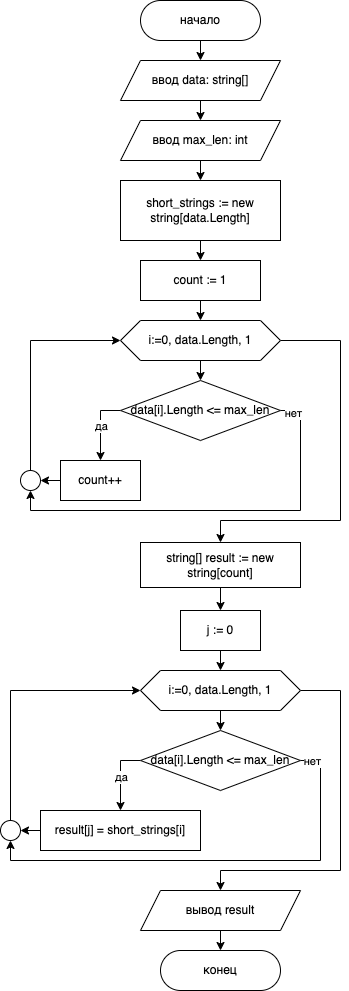 начало
ввод data: string[]
ввод max_len: int
short_strings := new
string[data.Length]
count := 1
i:=0, data.Length, 1
data[i].Length <= max_len
нет
да
count++
string[] result := new
string[count]
j := 0
i:=0, data.Length, 1
data[i].Length <= max_len
нет
да
result[j] = short_strings[i]
вывод result
конец